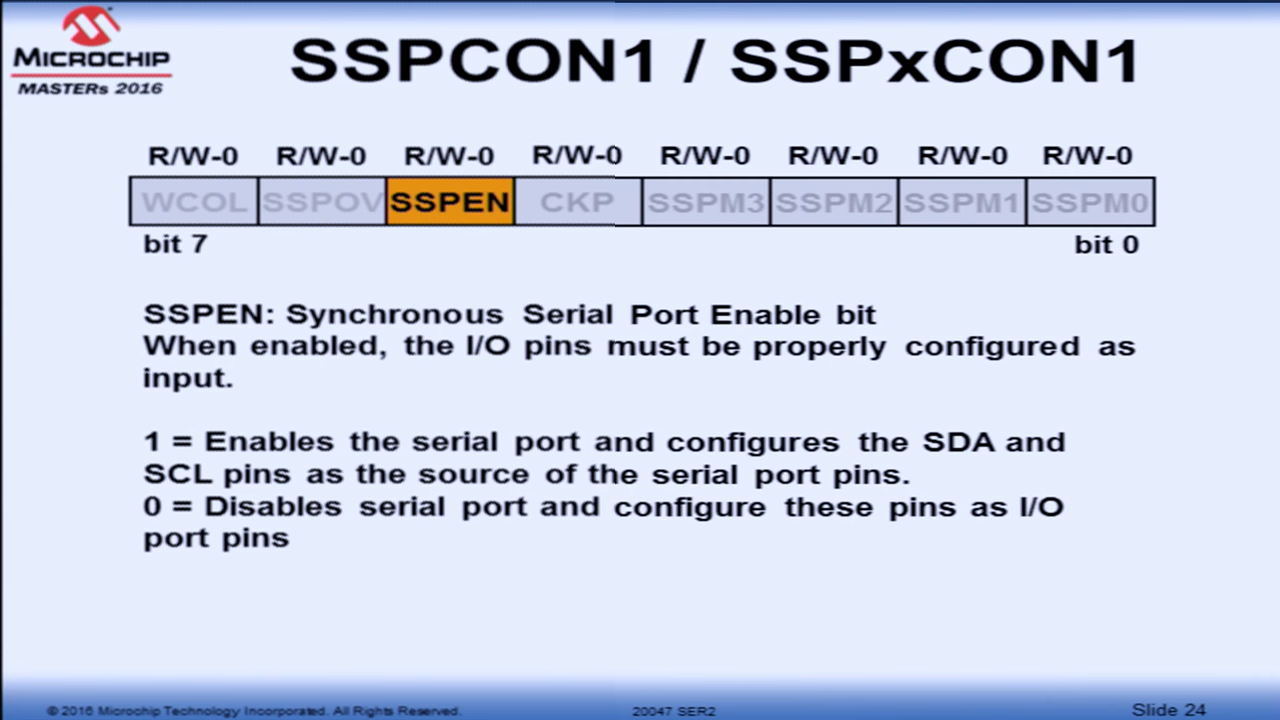 MICROCHIP
MASTERs 2016
SSPCON1 / SSPxCON1
R/W-0 R/W-0 R/W-0 R/W-0 R/W-0 R/W-0 R/W-0 R/W-0
WCOL SSPOV SSPEN CKP SSPM3 SSPM2 SSPM1 SSPM0
bit 7 bit 0
SSPEN: Synchronous Serial Port Enable bit
When enabled, the I/O pins must be properly configured as
input.
1 = Enables the serial port and configures the SDA and
SCL pins as the source of the serial port pins.
0 = Disables serial port and configure these pins as I/O
port pins
© 2016 Microchip Technology Incorporated. All Rights Reserved. 20047 SER2 Slide 24